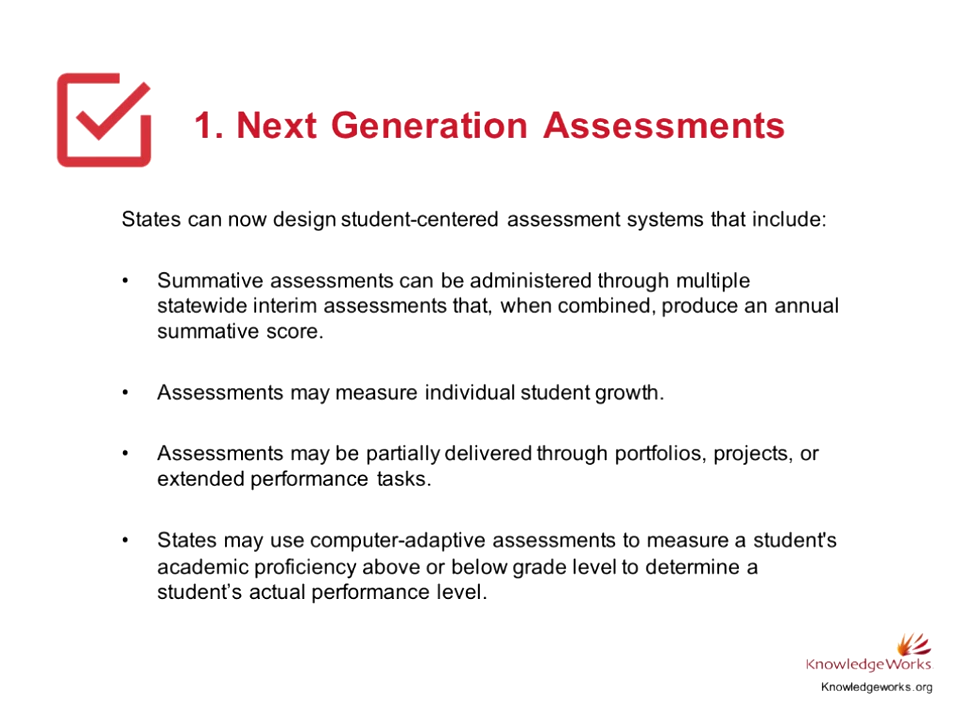 1. Next Generation Assessments
States can now design student-centered assessment systems that include:
• Summative assessments can be administered through multiple
statewide interim assessments that, when combined, produce an annual
summative score.
• Assessments may measure individual student growth.
• Assessments may be partially delivered through portfolios, projects, or
extended performance tasks.
• States may use computer-adaptive assessments to measure a student's
academic proficiency above or below grade level to determine a
student’s actual performance level.
KnowledgeWorks
Knowledgeworks.org